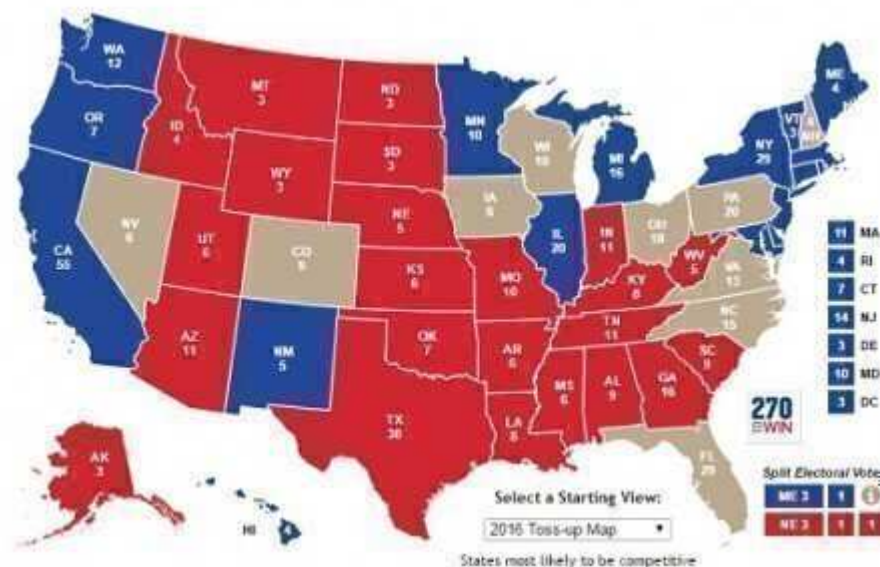 WA
12
OR
7
CA
55
NV
6
ID
4
MT
3
WY
3
UT
6
AZ
11
CO
9
NM
5
ND
3
SD
3
NE
5
KS
6
OK
7
TX
38
MN
10
IA
6
MO
10
AR
6
LA
8
WI
10
IL
20
MI
16
IN
11
OH
18
KY
8
TN
11
MS
6
AL
9
GA
16
FL
29
SC
9
NC
15
VA
13
WV
5
PA
20
NY
29
VT
3
4
NH
ME
4
AK
3
HI
4
11 MA
4 RI
7 CT
14 NJ
3 DE
10 MD
3 DC
270
WIN
Split Electoral Vote
ME 3 1 1
NE 3 1 1
Select a Starting View:
2016 Toss-up Map
States most likely to be competitive